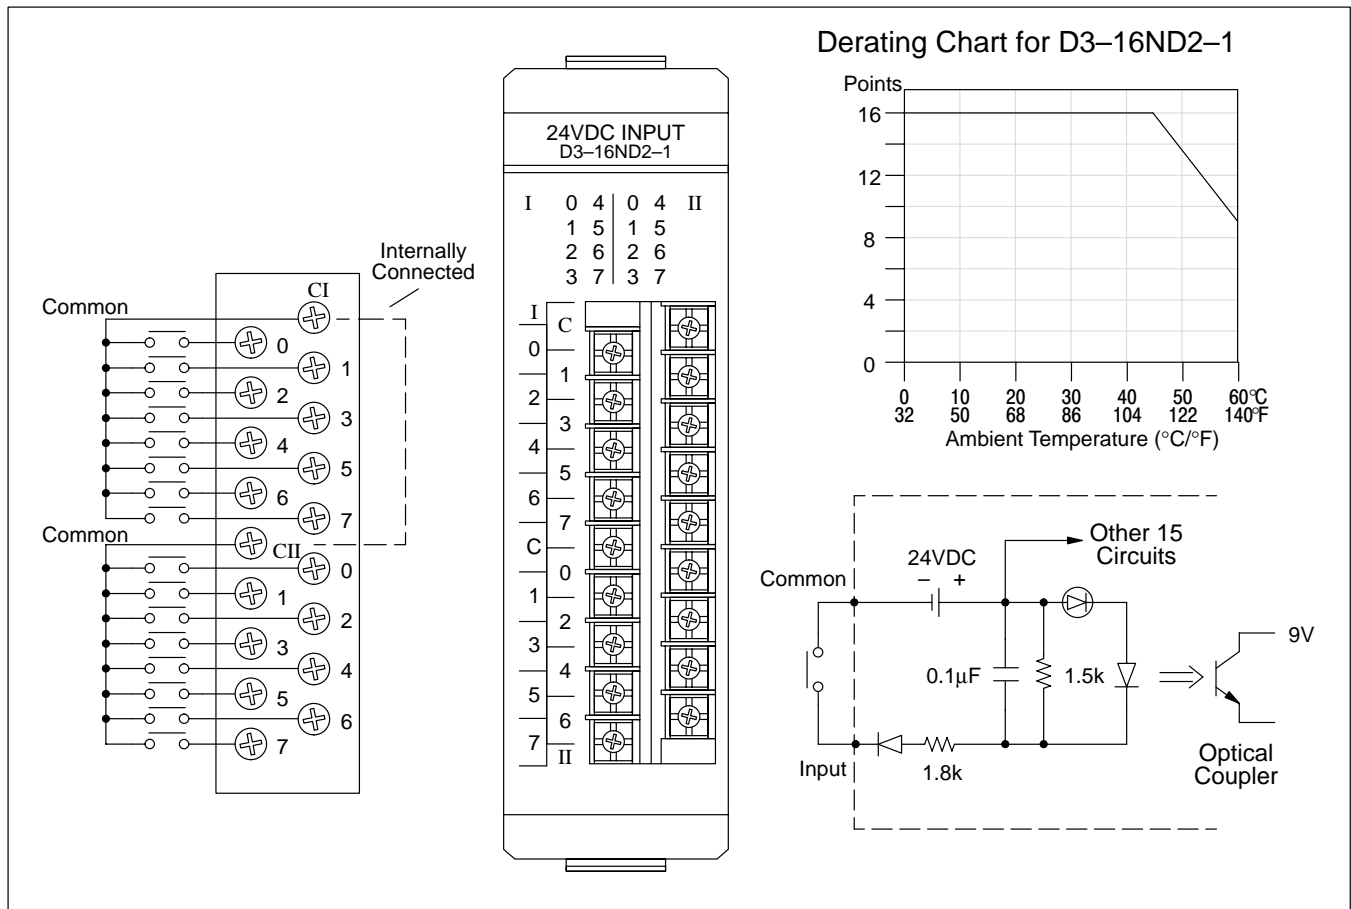 Derating Chart for D3–16ND2–1
Points
16
12
8
4
0
0 10 20 30 40 50 60°C
32 50 68 86 104 122 140°F
Ambient Temperature (°C/°F)
24VDC INPUT
D3–16ND2–1
I 0 4 0 4 II
1 5 1 5
2 6 2 6
3 7 3 7
I
C
0
1
2
3
4
5
6
7
C
0
1
2
3
4
5
6
7
II
Internally
Connected
Common
CI
0
1
2
3
4
5
6
7
Common
CII
0
1
2
3
4
5
6
7
Other 15
Circuits
24VDC
– +
Common
9V
0.1µF
1.5k
Input
1.8k
Optical
Coupler